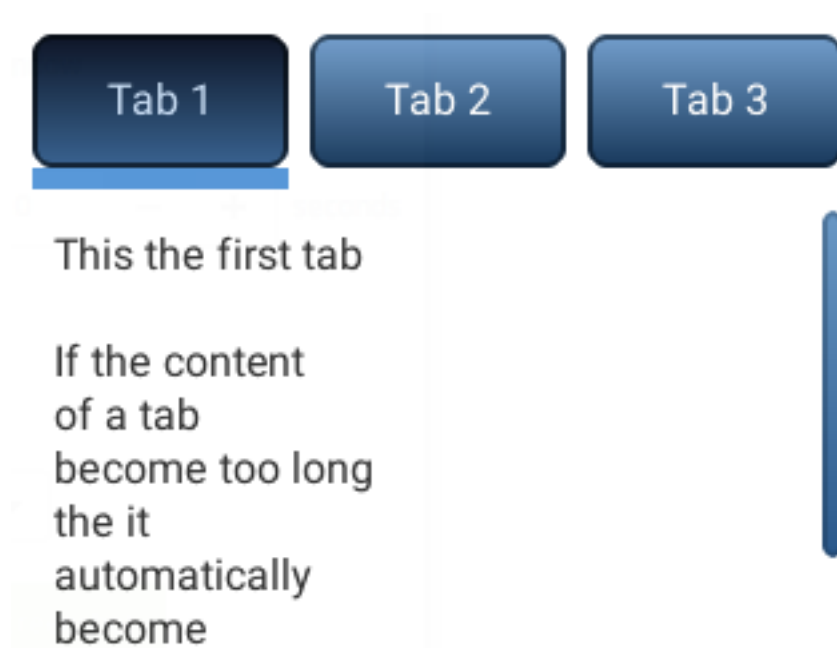 Tab 1
Tab 2
Tab 3
This the first tab
If the content
of a tab
become too long
the it
automatically
become